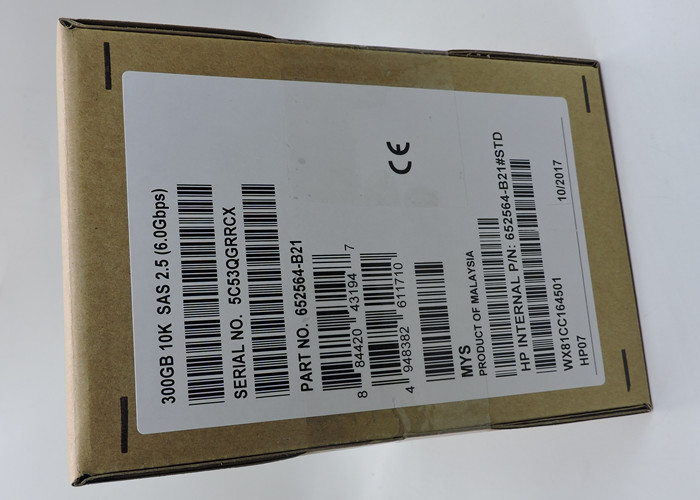 300GB 10K SAS 2.5 (6.0Gbps)
SERIAL NO. 5C53QGRRCX
PART NO. 652564-B21
8 84420 43194 7
4 948382 611710
CE
MYS
PRODUCT OF MALAYSIA
HP INTERNAL P/N: 652564-B21#STD
WX81CC164501
10/2017
HP07